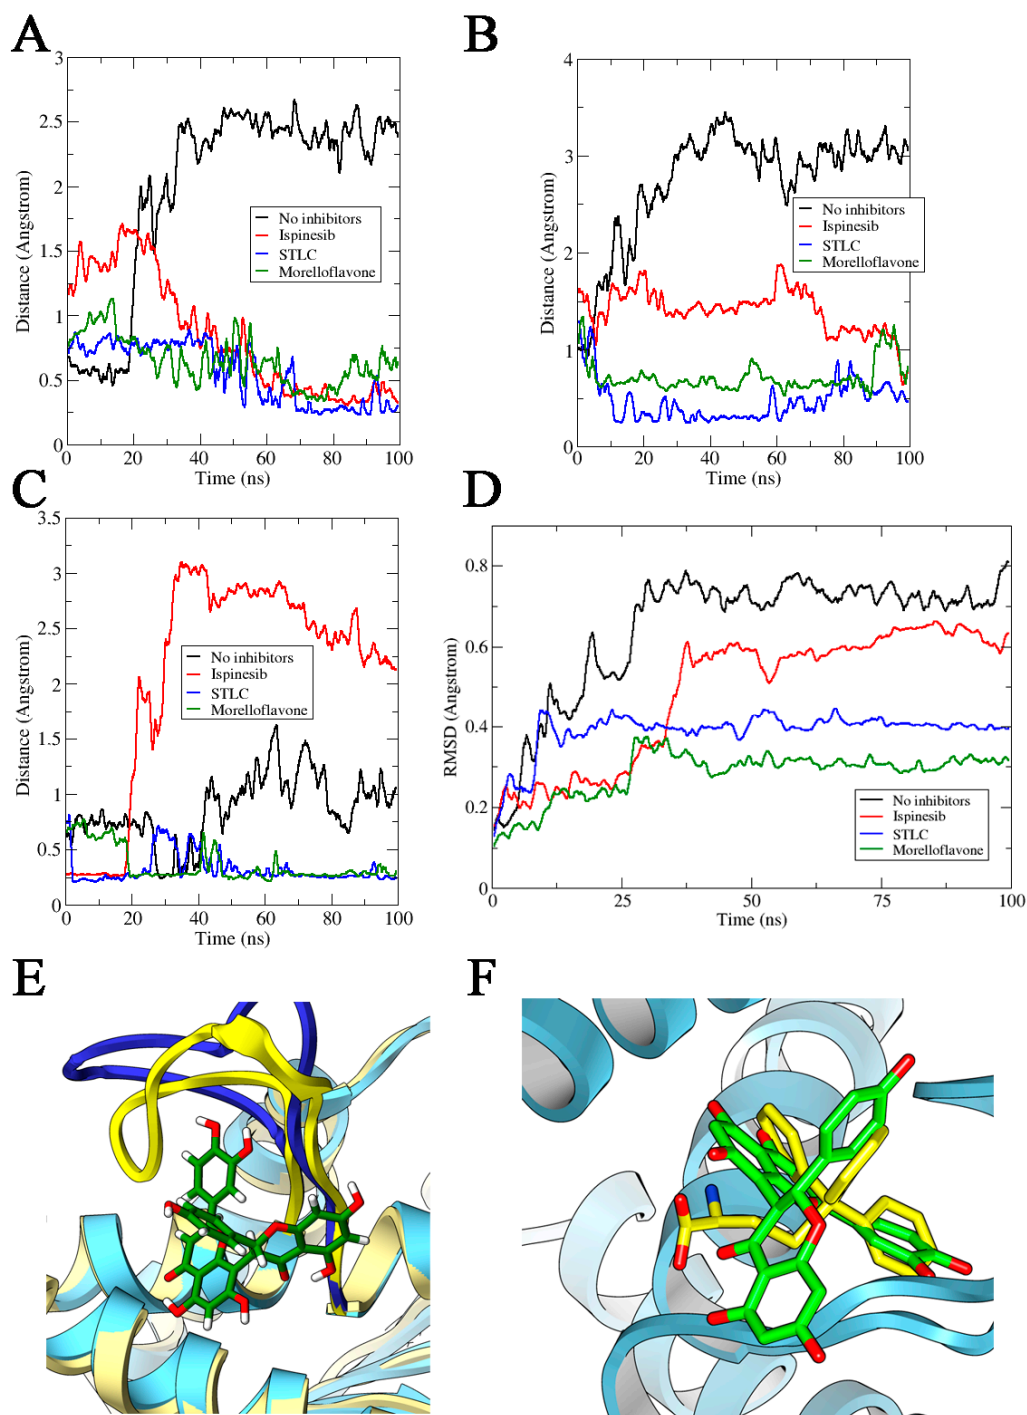 A
B
3
2.5
2
1.5
1
0.5
0
Distance (Angstrom)
No inhibitors
Ispinesib
STLC
Morelloflavone
0 20 40 60 80 100
Time (ns)
4
3
2
1
0
Distance (Angstrom)
No inhibitors
Ispinesib
STLC
Morelloflavone
0 20 40 60 80 100
Time (ns)
C
D
3.5
3
2.5
2
1.5
1
0.5
0
Distance (Angstrom)
No inhibitors
Ispinesib
STLC
Morelloflavone
0 20 40 60 80 100
Time (ns)
0.8
0.6
0.4
0.2
0
RMSD (Angstrom)
No inhibitors
Ispinesib
STLC
Morelloflavone
0 25 50 75 100
Time (ns)
E
F